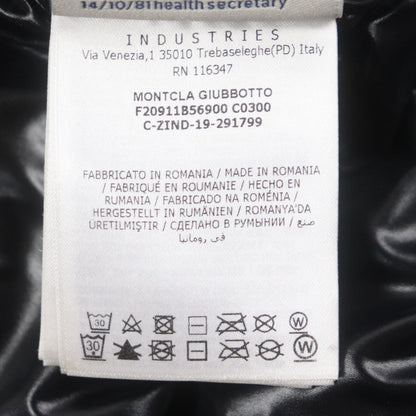 14/10/81 health secretary
INDUSTRIES
Via Venezia,1 35010 Trebaseleghe(PD) Italy
RN 116347
MONTCLA GIUBBOTTO
F20911B56900 C0300
C-ZIND-19-291799
FABBRICATO IN ROMANIA / MADE IN ROMANIA
/ FABRIQUÉ EN ROUMANIE / HECHO EN
RUMANIA / FABRICADO NA ROMÉNIA /
HERGESTELLT IN RUMÄNIEN / ROMANYA'DA
ÜRETILMIŞTIR / СДЕЛАНО В РУМЫНИИ / صنع
في رومانيا
30 W
30 W